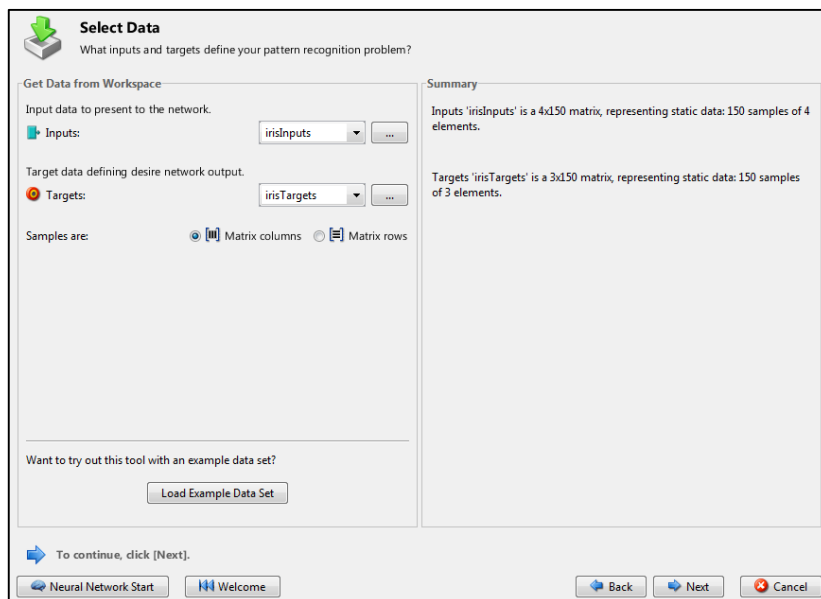 Select Data
What inputs and targets define your pattern recognition problem?
Get Data from Workspace
Input data to present to the network.
Inputs:
irisInputs
...
Target data defining desire network output.
Targets:
irisTargets
...
Samples are:
Matrix columns
Matrix rows
Want to try out this tool with an example data set?
Load Example Data Set
Summary
Inputs 'irisInputs' is a 4x150 matrix, representing static data: 150 samples of 4
elements.
Targets 'irisTargets' is a 3x150 matrix, representing static data: 150 samples
of 3 elements.
To continue, click [Next].
Neural Network Start
Welcome
Back
Next
Cancel